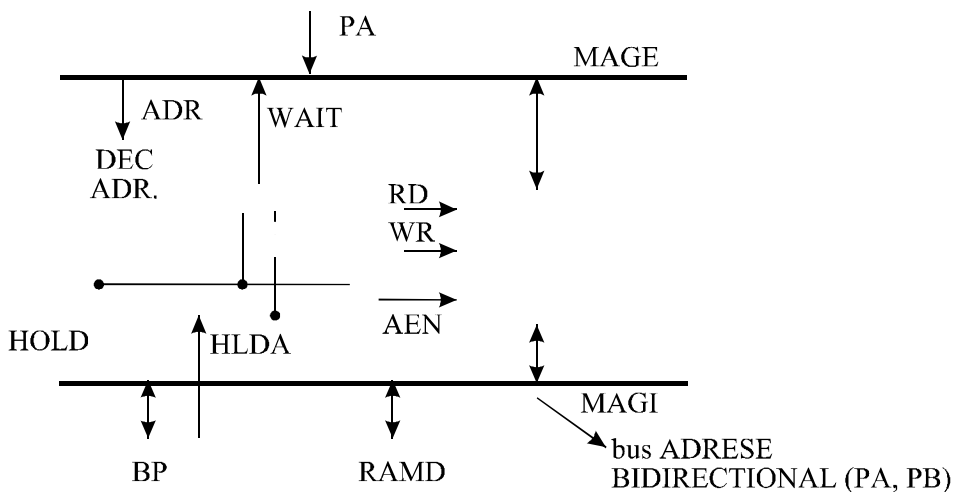 PA
MAGE
ADR
WAIT
DEC
ADR.
RD
WR
AEN
HOLD
HLDA
MAGI
BP
RAMD
bus ADRESE
BIDIRECTIONAL (PA, PB)